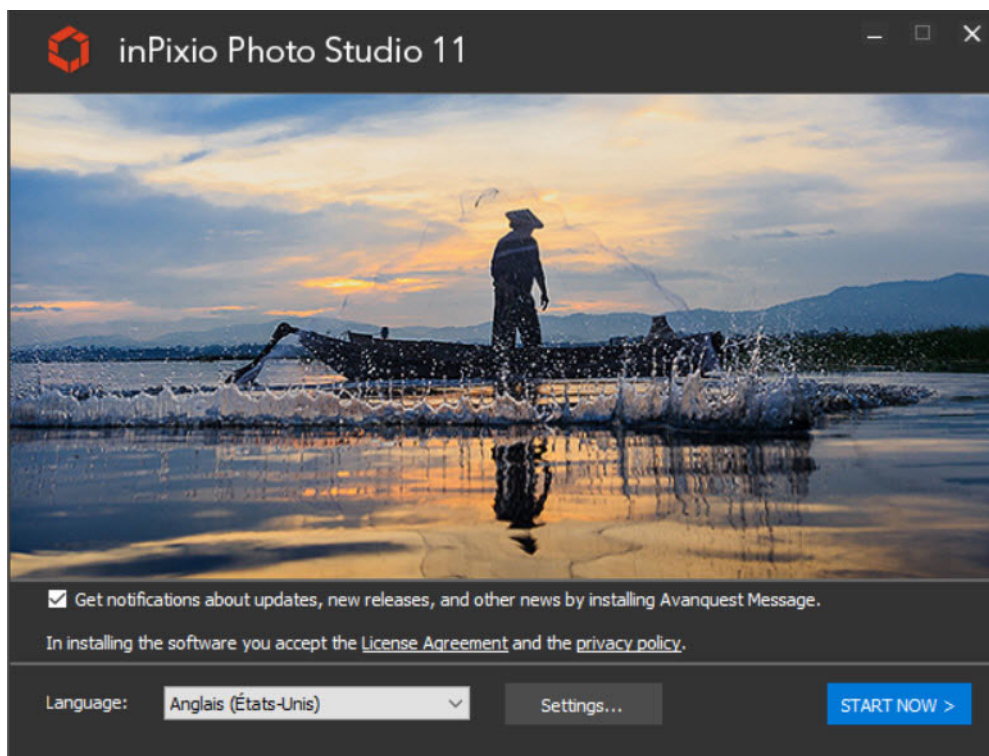 inPixio Photo Studio 11
Get notifications about updates, new releases, and other news by installing Avanquest Message.
In installing the software you accept the License Agreement and the privacy policy.
Language: Anglais (États-Unis) Settings... START NOW >